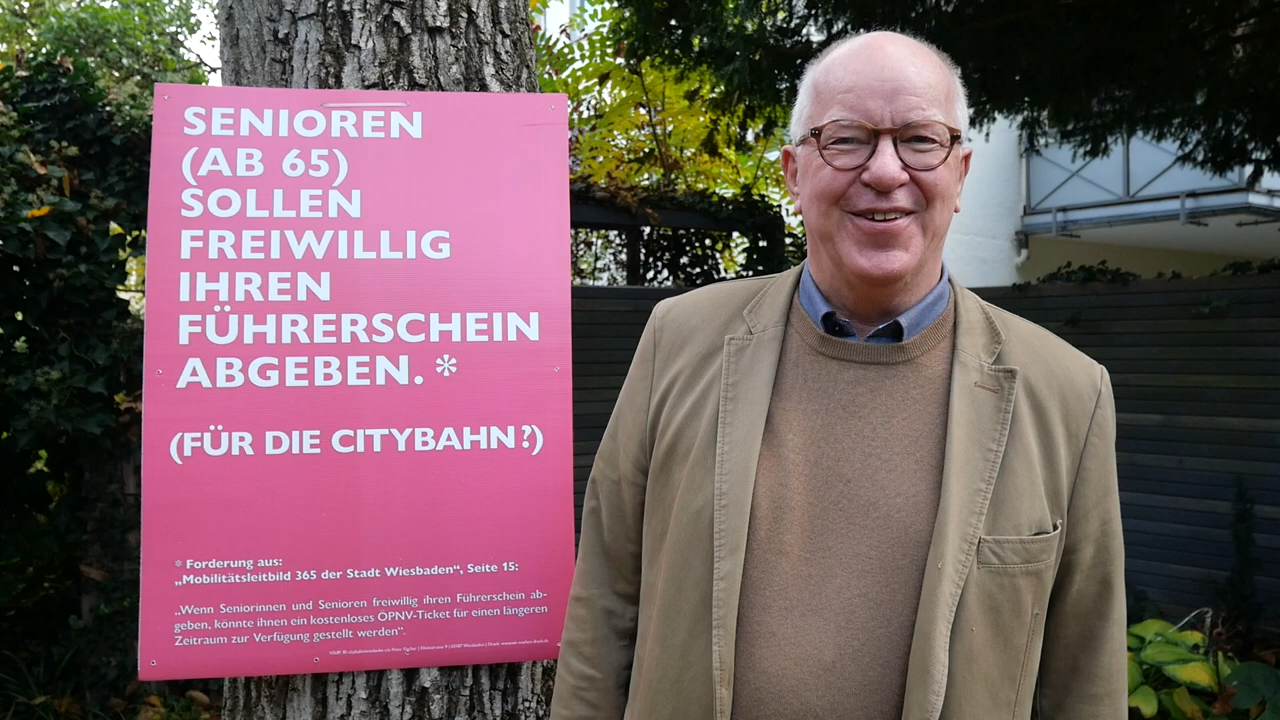 SENIOREN
(AB 65)
SOLLEN
FREIWILLIG
IHREN
FÜHRERSCHEIN
ABGEBEN. *
(FÜR DIE CITYBAHN?)
* Forderung aus:
„Mobilitätsleitbild 365 der Stadt Wiesbaden“, Seite 15:
„Wenn Seniorinnen und Senioren freiwillig ihren Führerschein ab-
geben, könnte ihnen ein kostenloses ÖPNV-Ticket für einen längeren
Zeitraum zur Verfügung gestellt werden“.